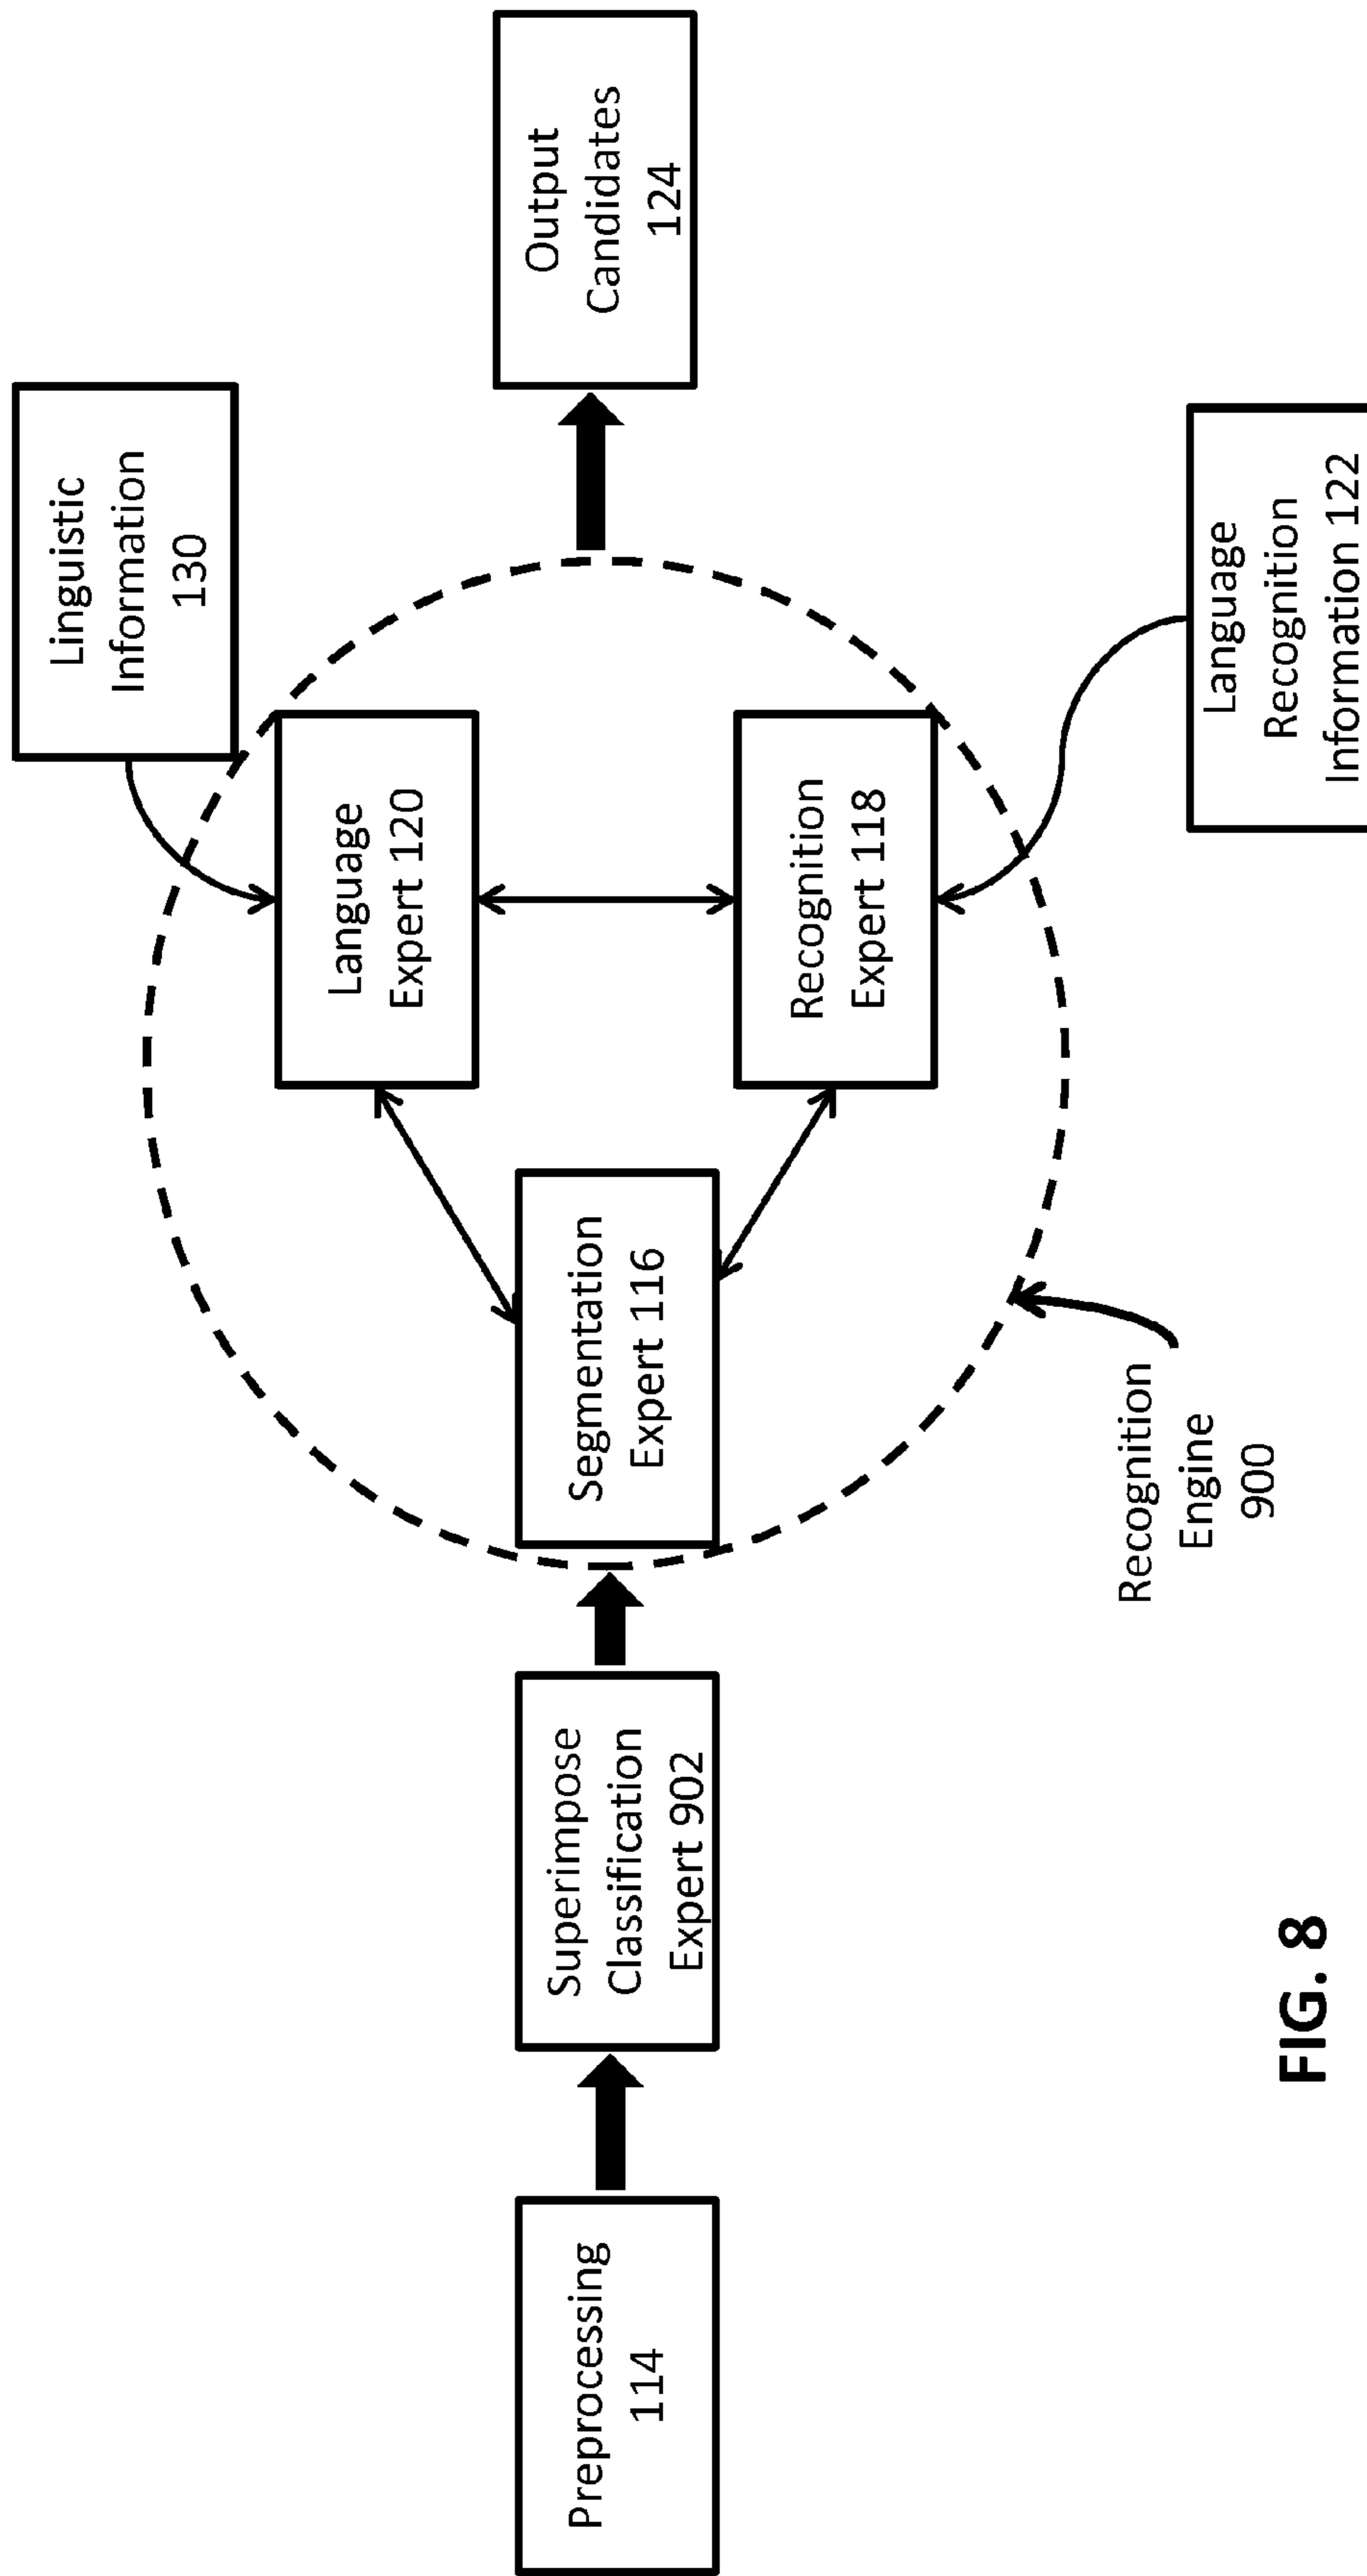 Preprocessing
114
Superimpose
Classification
Expert 902
Segmentation
Expert 116
Language
Expert 120
Recognition
Expert 118
Linguistic
Information
130
Output
Candidates
124
Language
Recognition
Information 122
Recognition
Engine
900
FIG. 8